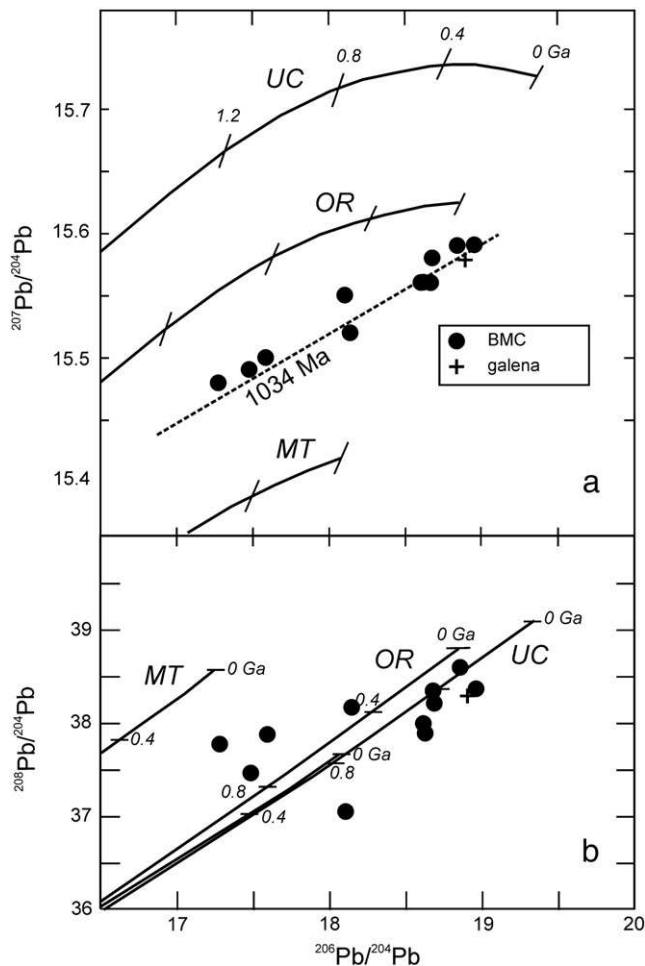 0 Ga
0.4
0.8
UC
1.2
15.7
OR
15.6
207Pb/204Pb
BMC
galena
15.5
1034 Ma
MT
15.4
a
39
0 Ga
0 Ga
OR
UC
MT
0 Ga
38
0.4
0.4
0 Ga
208Pb/204Pb
0.8
0.8
37
0.4
b
36
17
18
19
20
206Pb/204Pb